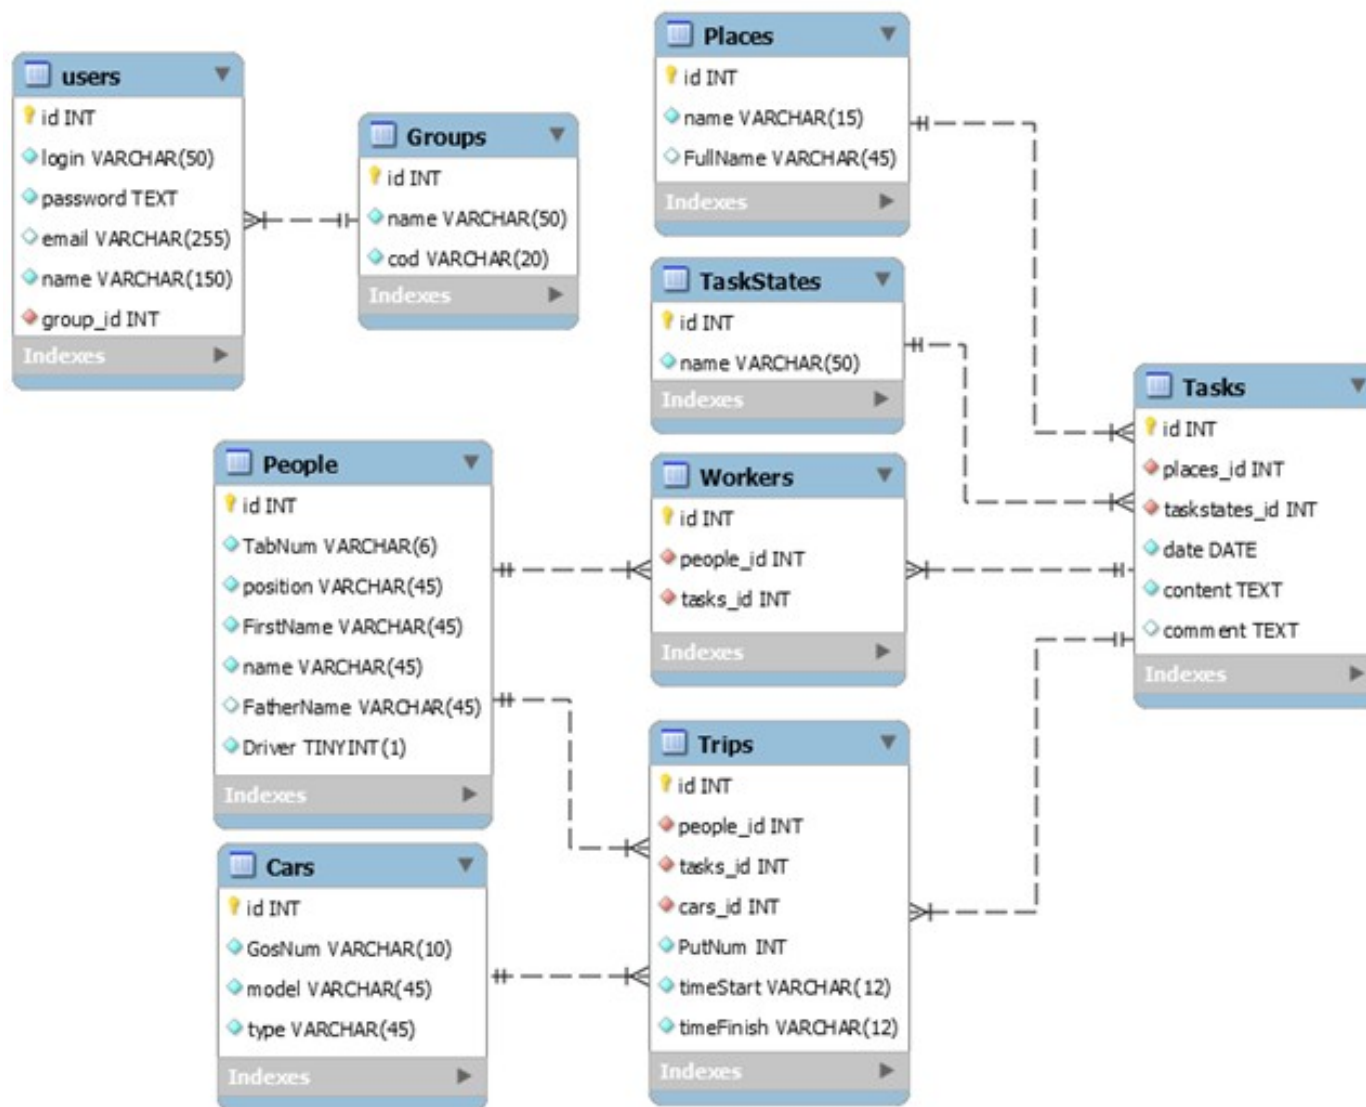 users
id INT
login VARCHAR(50)
password TEXT
email VARCHAR(255)
name VARCHAR(150)
group_id INT
Indexes
Groups
id INT
name VARCHAR(50)
cod VARCHAR(20)
Indexes
Places
id INT
name VARCHAR(15)
FullName VARCHAR(45)
Indexes
TaskStates
id INT
name VARCHAR(50)
Indexes
Tasks
id INT
places_id INT
taskstates_id INT
date DATE
content TEXT
comment TEXT
Indexes
People
id INT
TabNum VARCHAR(6)
position VARCHAR(45)
FirstName VARCHAR(45)
name VARCHAR(45)
FatherName VARCHAR(45)
Driver TINYINT(1)
Indexes
Workers
id INT
people_id INT
tasks_id INT
Indexes
Cars
id INT
GosNum VARCHAR(10)
model VARCHAR(45)
type VARCHAR(45)
Indexes
Trips
id INT
people_id INT
tasks_id INT
cars_id INT
PutNum INT
timeStart VARCHAR(12)
timeFinish VARCHAR(12)
Indexes